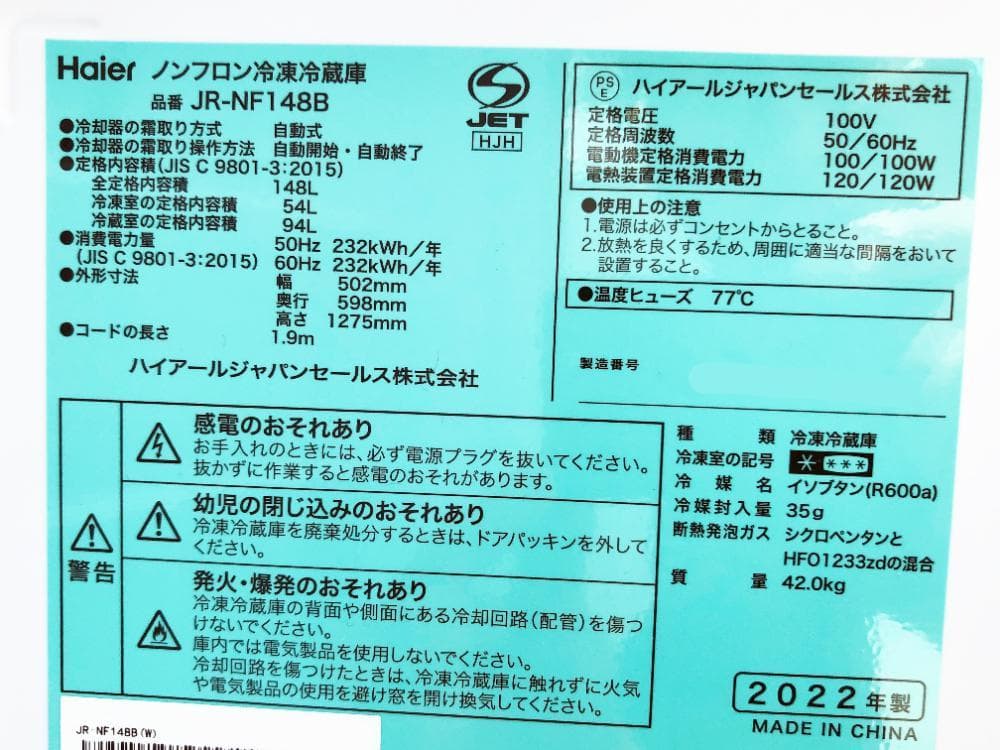 Haier ノンフロン冷凍冷蔵庫
品番 JR-NF148B
JET
HJH
●冷却器の霜取り方式 自動式
●冷却器の霜取り操作方法 自動開始・自動終了
●定格内容積(JIS C 9801-3:2015)
全定格内容積 148L
冷凍室の定格内容積 54L
冷蔵室の定格内容積 94L
●消費電力量 50Hz 232kWh/年
(JIS C 9801-3:2015) 60Hz 232kWh/年
●外形寸法 幅 502mm
奥行 598mm
高さ 1275mm
●コードの長さ 1.9m
ハイアールジャパンセールス株式会社
PS
E
ハイアールジャパンセールス株式会社
定格電圧 100V
定格周波数 50/60Hz
電動機定格消費電力 100/100W
電熱装置定格消費電力 120/120W
●使用上の注意
1.電源は必ずコンセントからとること。
2.放熱を良くするため、周囲に適当な間隔をおいて
設置すること。
●温度ヒューズ 77℃
製造番号
警告
感電のおそれあり
お手入れのときには、必ず電源プラグを抜いてください。
抜かずに作業すると感電のおそれがあります。
幼児の閉じ込みのおそれあり
冷凍冷蔵庫を廃棄処分するときは、ドアパッキンを外して
ください。
発火・爆発のおそれあり
冷凍冷蔵庫の背面や側面にある冷却回路(配管)を傷つ
けないでください。
庫内では電気製品を使用しないでください。
冷却回路を傷つけたときは、冷凍冷蔵庫に触れずに火気
や電気製品の使用を避け窓を開け換気してください。
種類 冷凍冷蔵庫
冷凍室の記号 * ***
冷媒名 イソブタン(R600a)
冷媒封入量 35g
断熱発泡ガス シクロペンタンと
HFO1233zdの混合
質量 42.0kg
2022年製
MADE IN CHINA
JR-NF148B(W)